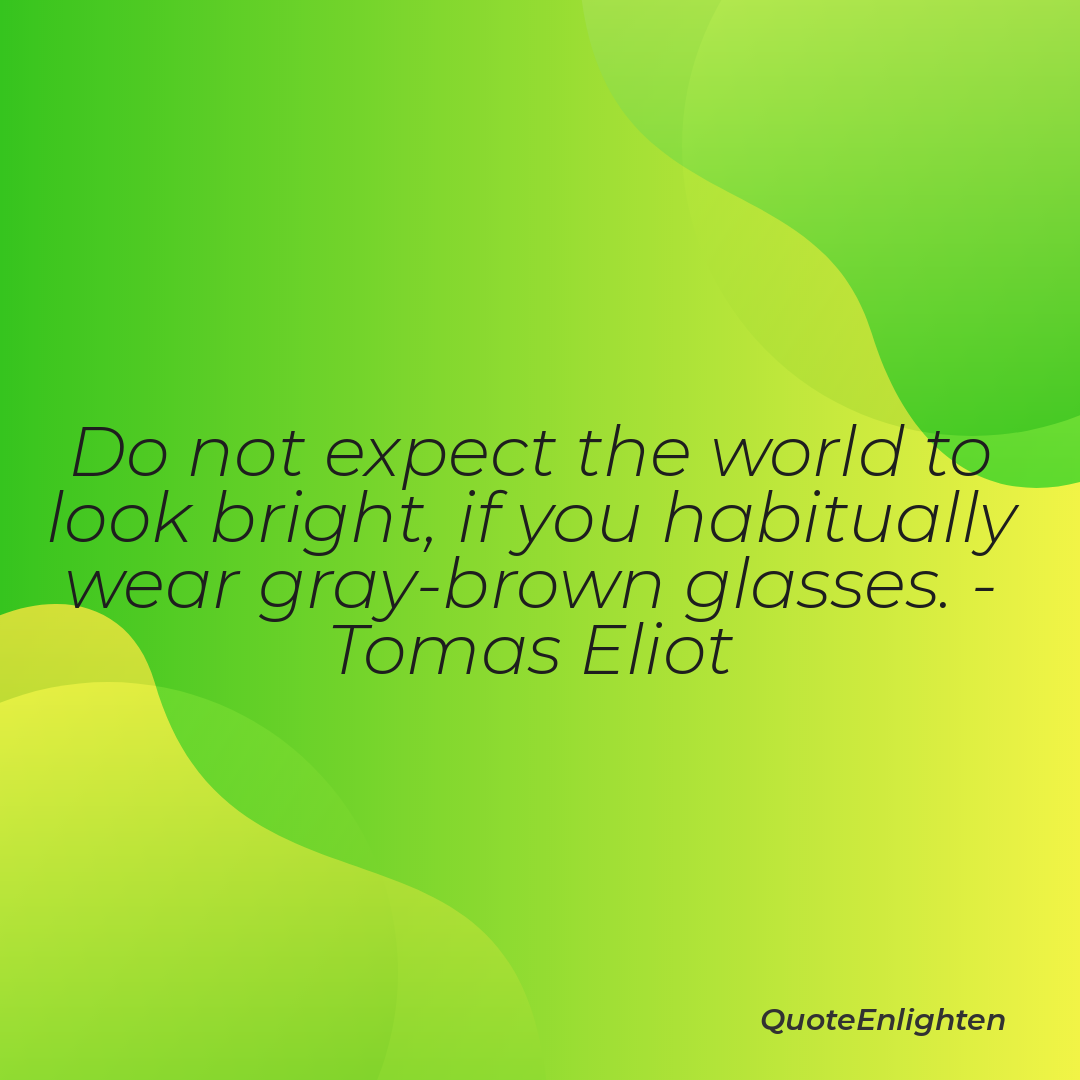 Do not expect the world to
look bright, if you habitually
wear gray-brown glasses. -
Tomas Eliot
QuoteEnlighten